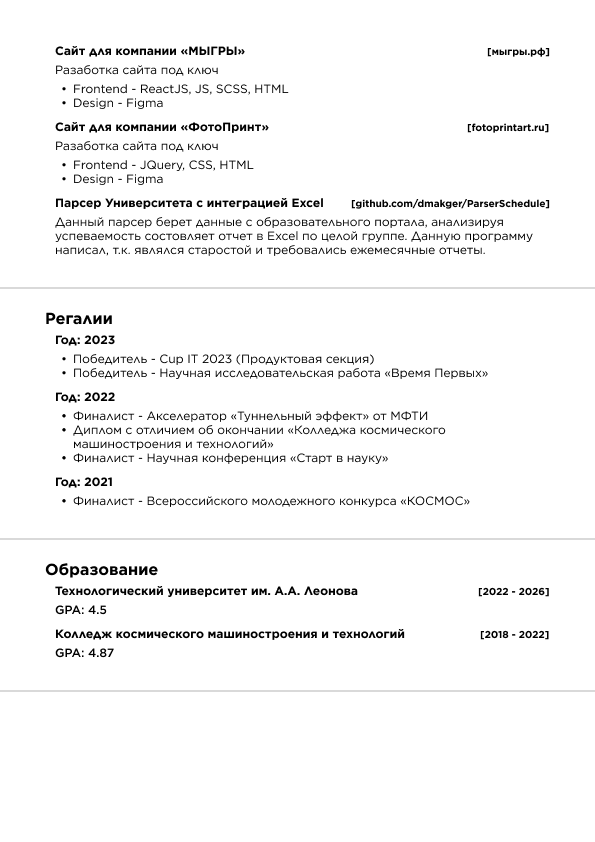 Сайт для компании «МЫГРЫ» [мыгры.рф]
Разаботка сайта под ключ
• Frontend - ReactJS, JS, SCSS, HTML
• Design - Figma
Сайт для компании «ФотоПринт» [fotoprintart.ru]
Разаботка сайта под ключ
• Frontend - JQuery, CSS, HTML
• Design - Figma
Парсер Университета с интеграцией Excel [github.com/dmakger/ParserSchedule]
Данный парсер берет данные с образовательного портала, анализируя
успеваемость состовляет отчет в Excel по целой группе. Данную программу
написал, т.к. являлся старостой и требовались ежемесячные отчеты.
Регалии
Год: 2023
• Победитель - Cup IT 2023 (Продуктовая секция)
• Победитель - Научная исследовательская работа «Время Первых»
Год: 2022
• Финалист - Акселератор «Туннельный эффект» от МФТИ
• Диплом с отличием об окончании «Колледжа космического
машиностроения и технологий»
• Финалист - Научная конференция «Старт в науку»
Год: 2021
• Финалист - Всероссийского молодежного конкурса «КОСМОС»
Образование
Технологический университет им. А.А. Леонова [2022 - 2026]
GPA: 4.5
Колледж космического машиностроения и технологий [2018 - 2022]
GPA: 4.87